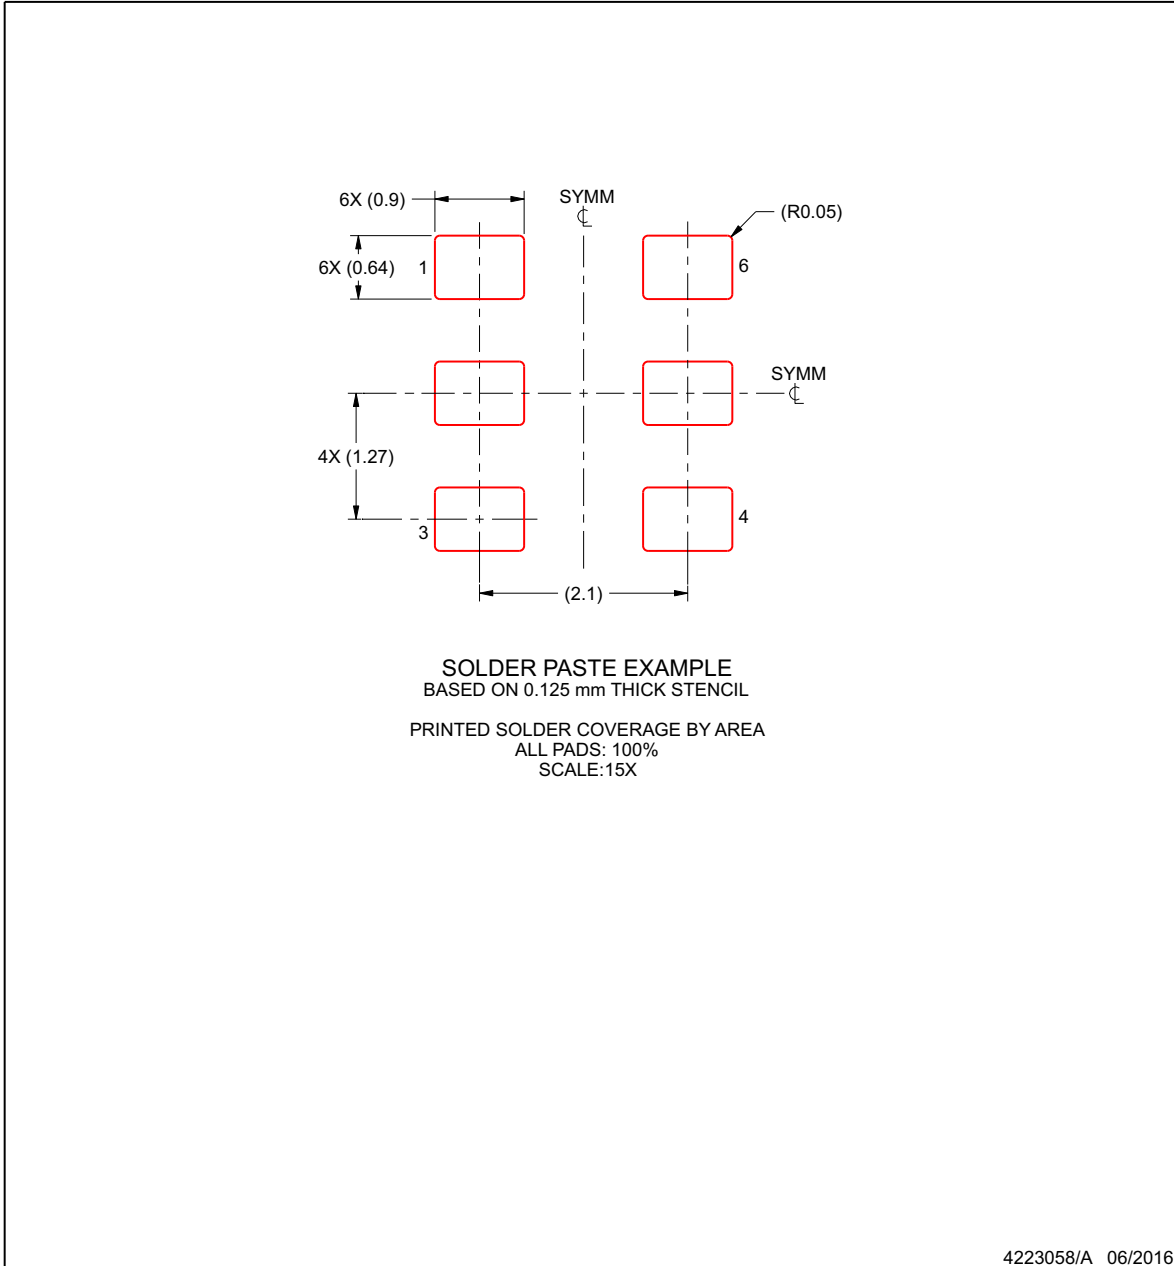 SYMM
6X (0.9)
(R0.05)
6X (0.64)
1
6
SYMM
4X (1.27)
3
4
(2.1)
SOLDER PASTE EXAMPLE
BASED ON 0.125 mm THICK STENCIL
PRINTED SOLDER COVERAGE BY AREA
ALL PADS: 100%
SCALE:15X
4223058/A 06/2016